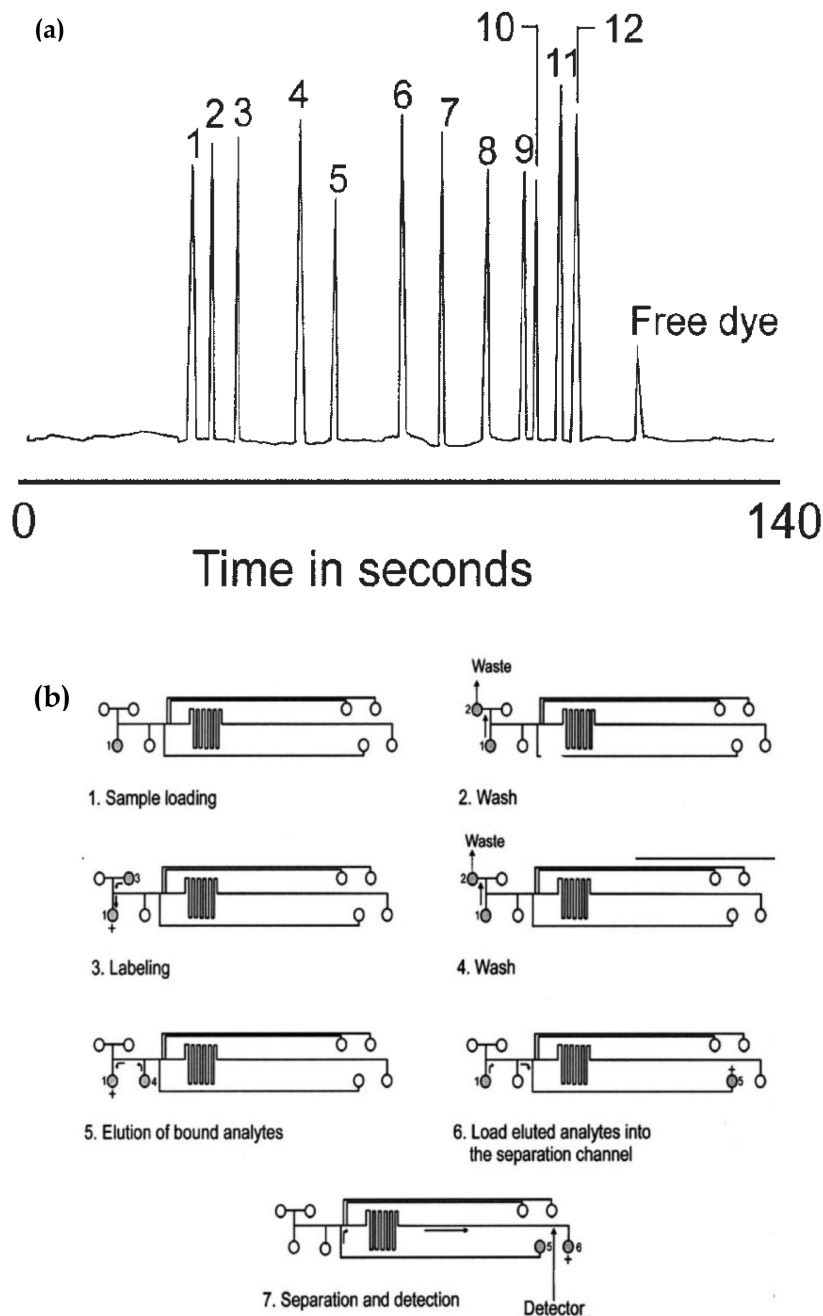 (a)
10
12
11
1
2
3
4
5
6
7
8
9
Free dye
0
140
Time in seconds
(b)
1
1. Sample loading
Waste
2
1
2. Wash
3
1
+
3. Labeling
Waste
2
1
4. Wash
1
4
+
5. Elution of bound analytes
1
+
5
6. Load eluted analytes into
the separation channel
5
6
+
7. Separation and detection
Detector